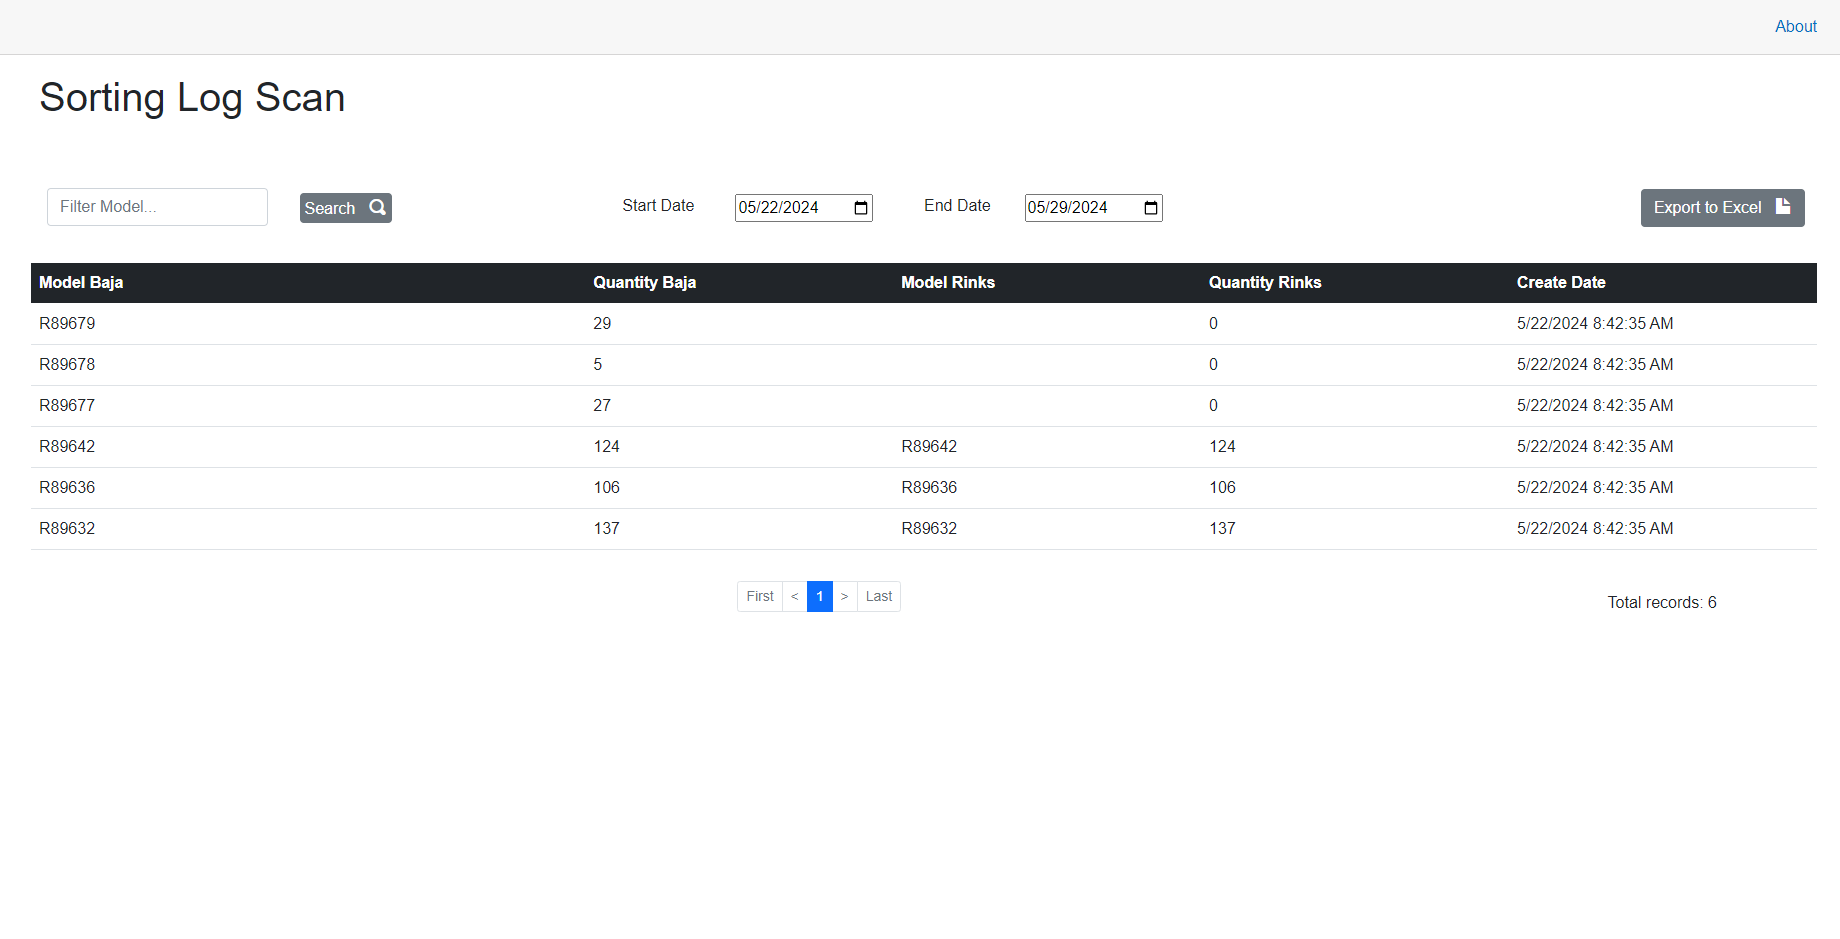 About
Sorting Log Scan
Filter Model... Search Start Date 05/22/2024 End Date 05/29/2024 Export to Excel
Model Baja Quantity Baja Model Rinks Quantity Rinks Create Date
R89679 29 0 5/22/2024 8:42:35 AM
R89678 5 0 5/22/2024 8:42:35 AM
R89677 27 0 5/22/2024 8:42:35 AM
R89642 124 R89642 124 5/22/2024 8:42:35 AM
R89636 106 R89636 106 5/22/2024 8:42:35 AM
R89632 137 R89632 137 5/22/2024 8:42:35 AM
First < 1 > Last
Total records: 6